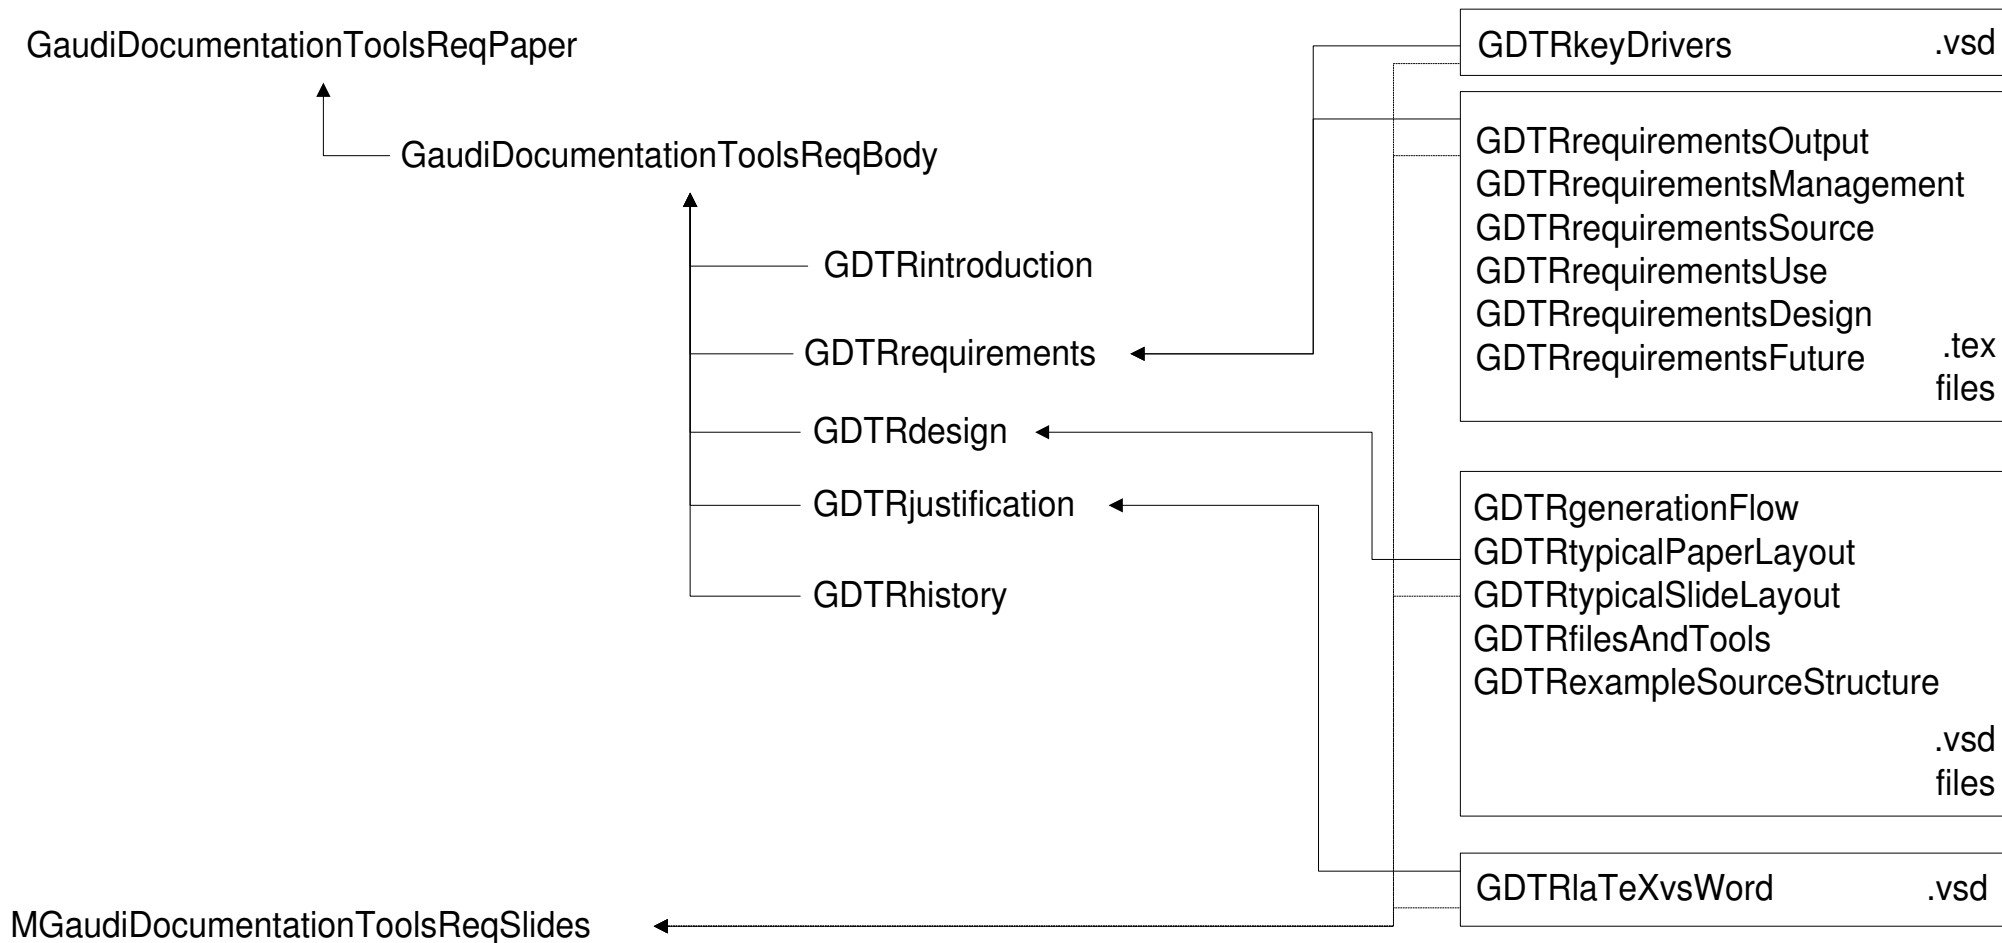 GaudiDocumentationToolsReqPaper
GaudiDocumentationToolsReqBody
GDTRintroduction
GDTRrequirements
GDTRdesign
GDTRjustification
GDTRhistory
MGaudiDocumentationToolsReqSlides
GDTRkeyDrivers .vsd
GDTRrequirementsOutput
GDTRrequirementsManagement
GDTRrequirementsSource
GDTRrequirementsUse
GDTRrequirementsDesign
GDTRrequirementsFuture
.tex
files
GDTRgenerationFlow
GDTRtypicalPaperLayout
GDTRtypicalSlideLayout
GDTRfilesAndTools
GDTRexampleSourceStructure
.vsd
files
GDTRlaTeXvsWord .vsd